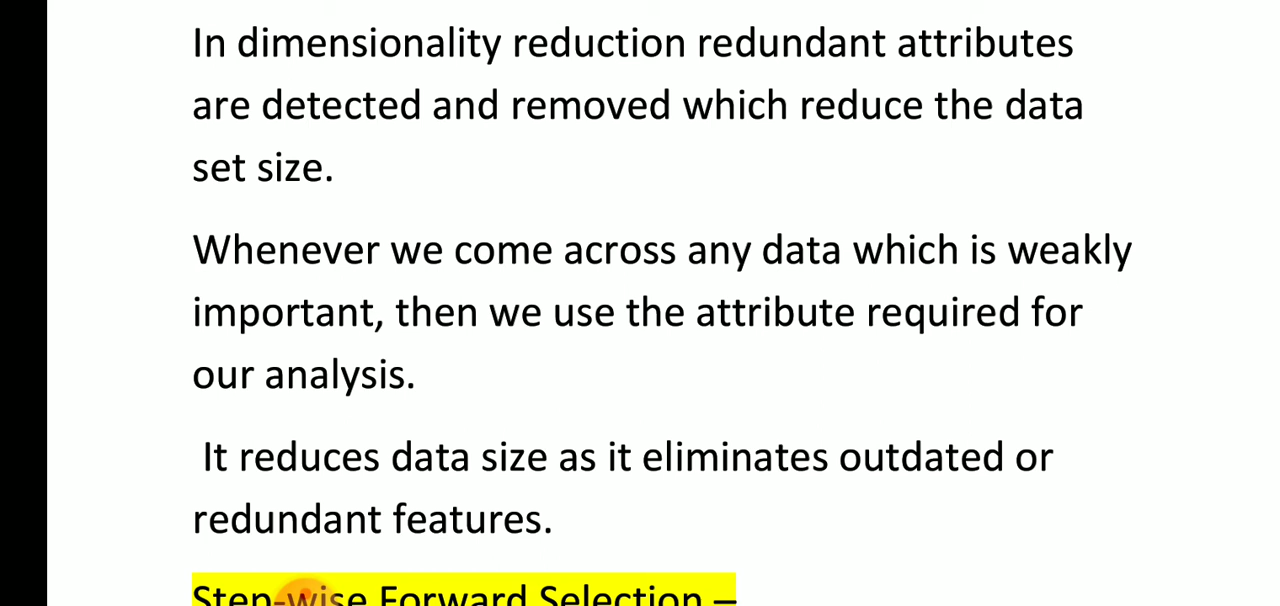 In dimensionality reduction redundant attributes
are detected and removed which reduce the data
set size.
Whenever we come across any data which is weakly
important, then we use the attribute required for
our analysis.
It reduces data size as it eliminates outdated or
redundant features.
Step-wise Forward Selection –